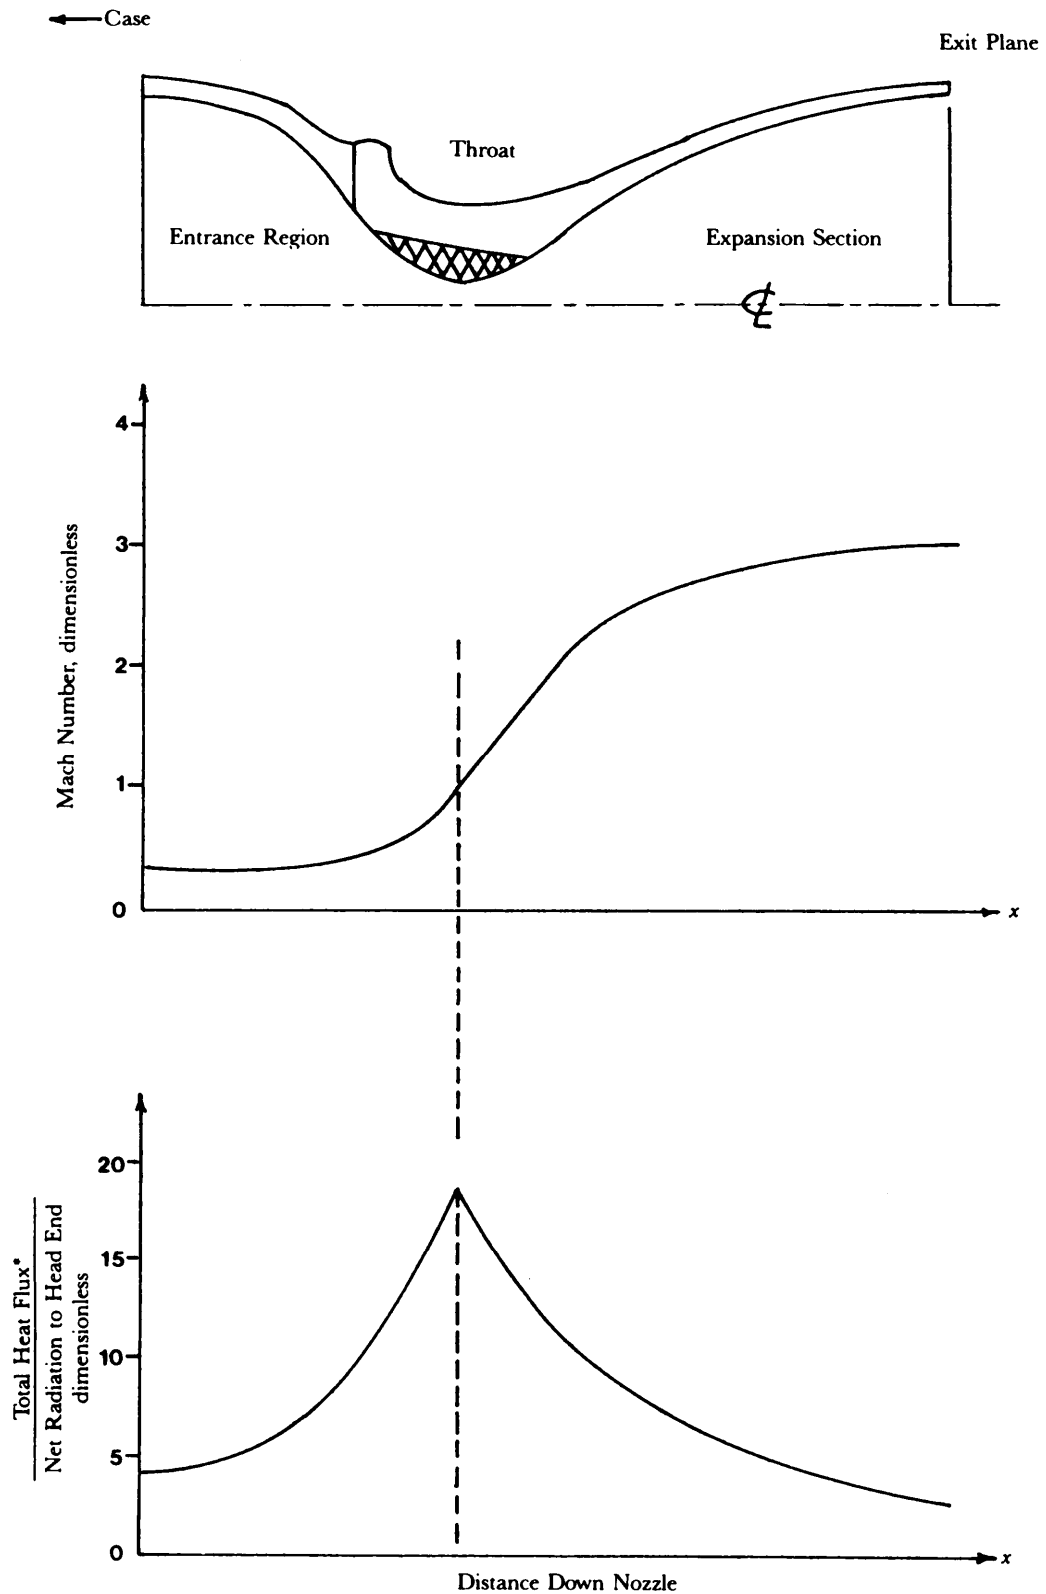 Case
Exit Plane
Throat
Entrance Region
Expansion Section
℄
4
3
2
1
0
Mach Number, dimensionless
x
20
15
10
5
0
Total Heat Flux*
Net Radiation to Head End
dimensionless
x
Distance Down Nozzle